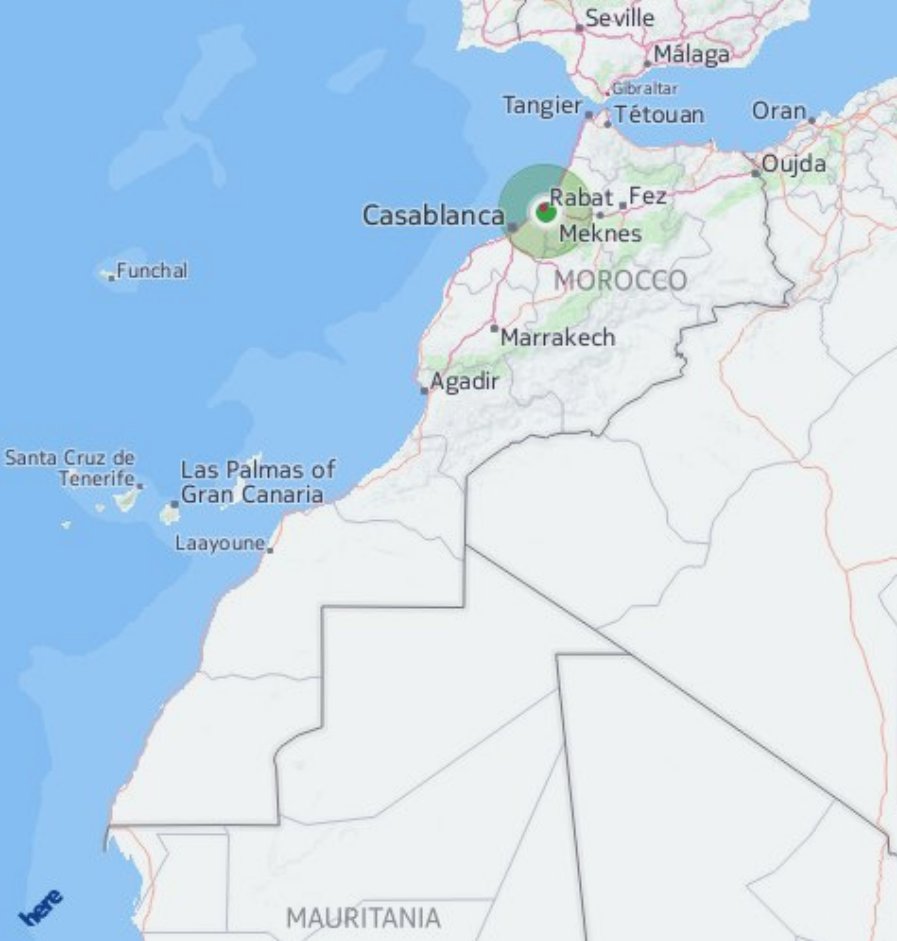 Seville
Málaga
Gibraltar
Tangier
Tétouan
Oran
Oujda
Rabat
Fez
Casablanca
Meknes
Funchal
MOROCCO
Marrakech
Agadir
Santa Cruz de
Tenerife
Las Palmas of
Gran Canaria
Laayoune
here
MAURITANIA